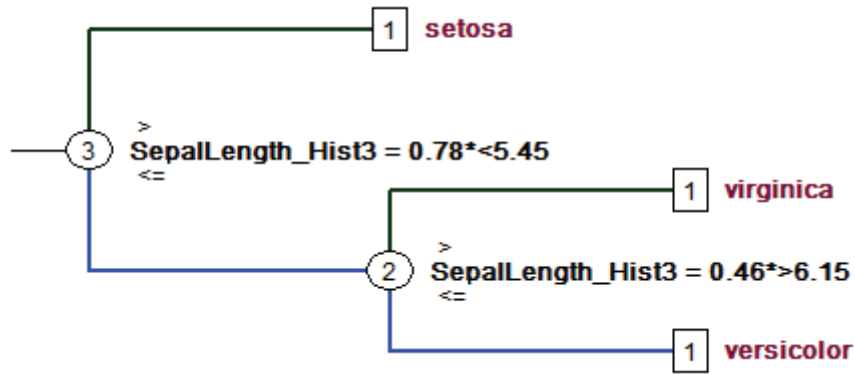 1 setosa
>
3 SepalLength_Hist3 = 0.78*<5.45
<=
1 virginica
>
2 SepalLength_Hist3 = 0.46*>6.15
<=
1 versicolor